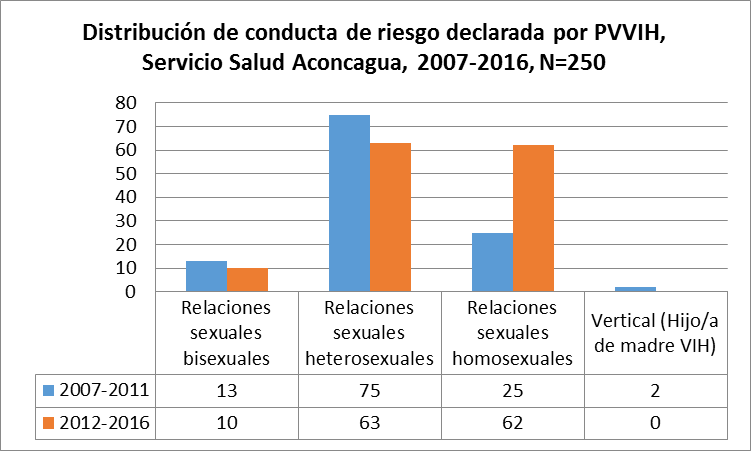 Distribución de conducta de riesgo declarada por PVVIH,
Servicio Salud Aconcagua, 2007-2016, N=250
80
70
60
50
40
30
20
10
0
Relaciones sexuales bisexuales
Relaciones sexuales heterosexuales
Relaciones sexuales homosexuales
Vertical (Hijo/a de madre VIH)
2007-2011 13 75 25 2
2012-2016 10 63 62 0